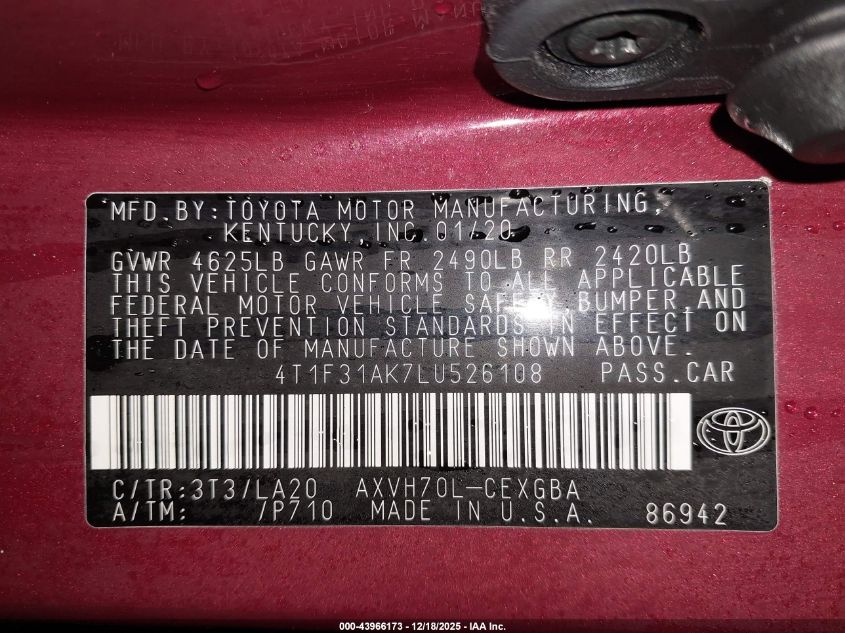 MFD. BY: TOYOTA MOTOR MANUFACTURING,
KENTUCKY, INC. 01/20
GVWR 4625LB GAWR FR 2490LB RR 2420LB
THIS VEHICLE CONFORMS TO ALL APPLICABLE
FEDERAL MOTOR VEHICLE SAFETY, BUMPER, AND
THEFT PREVENTION STANDARDS IN EFFECT ON
THE DATE OF MANUFACTURE SHOWN ABOVE.
4T1F31AK7LU526108 PASS. CAR
C/TR: 3T3/LA20 AXVH70L-CEXGBA
A/TM: /P710 MADE IN U.S.A. 86942
000-43966173 - 12/18/2025 - IAA Inc.